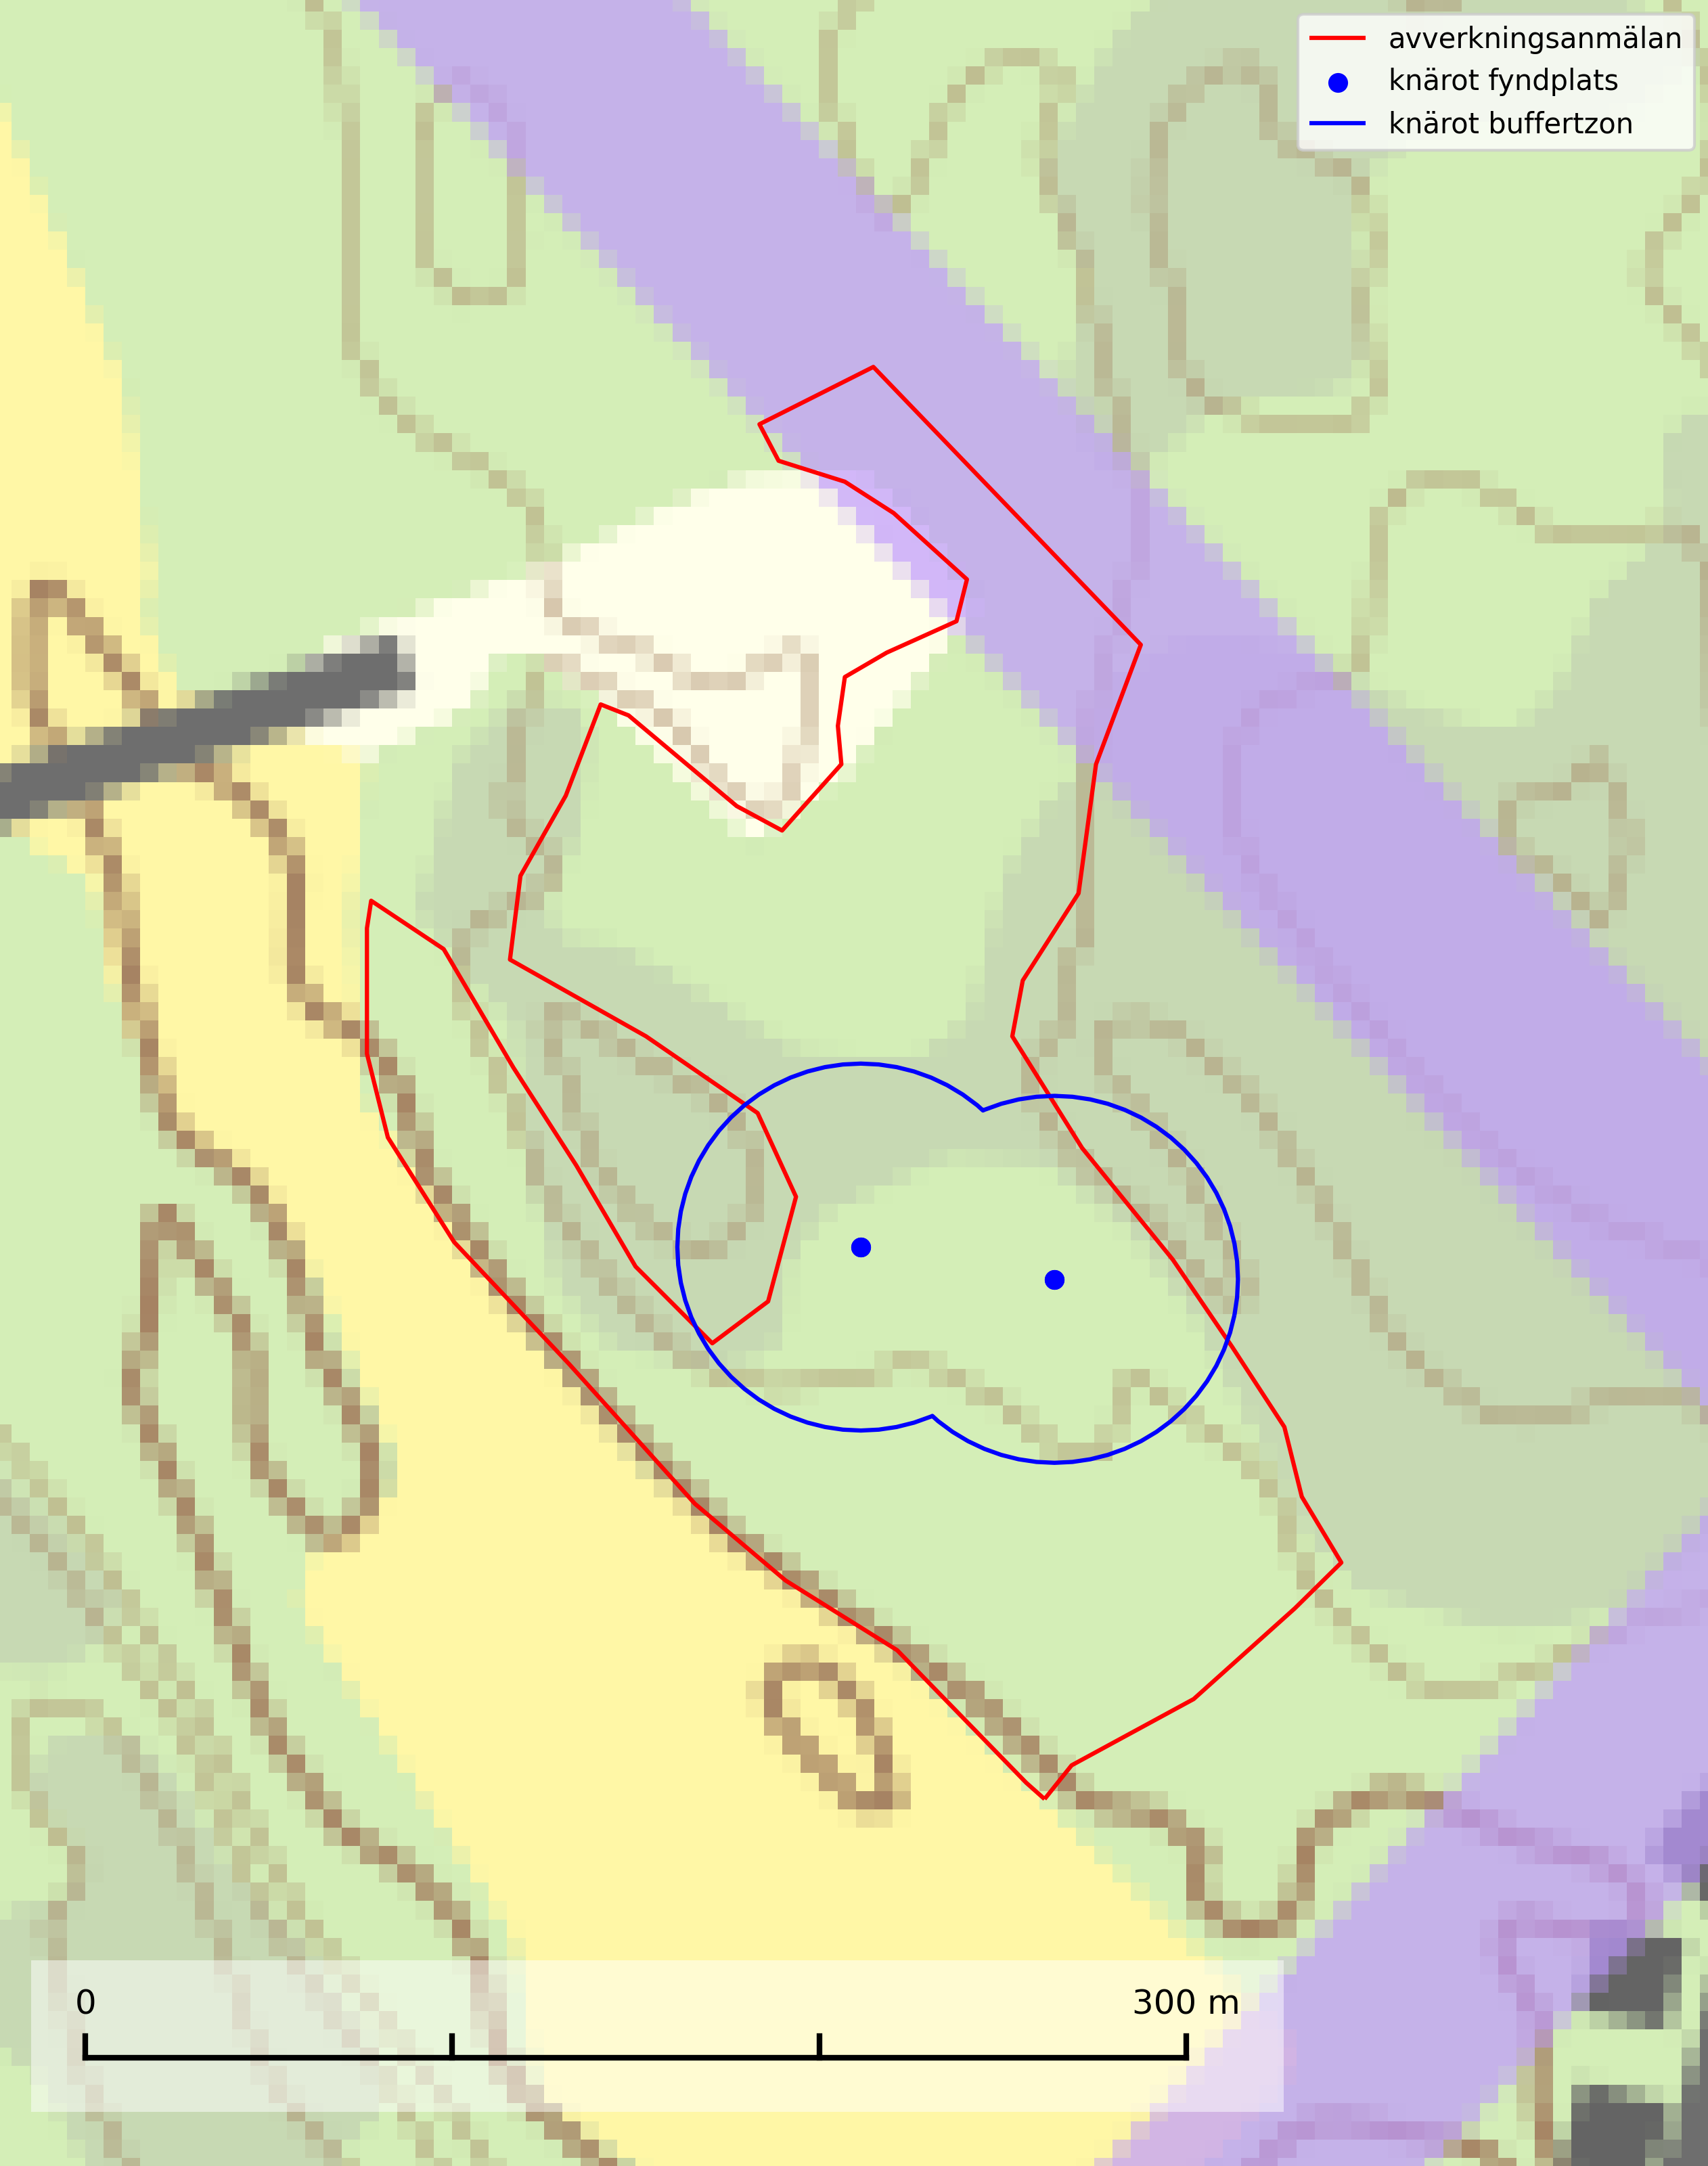 avverkningsanmälan
knärot fyndplats
knärot buffertzon
0 300 m